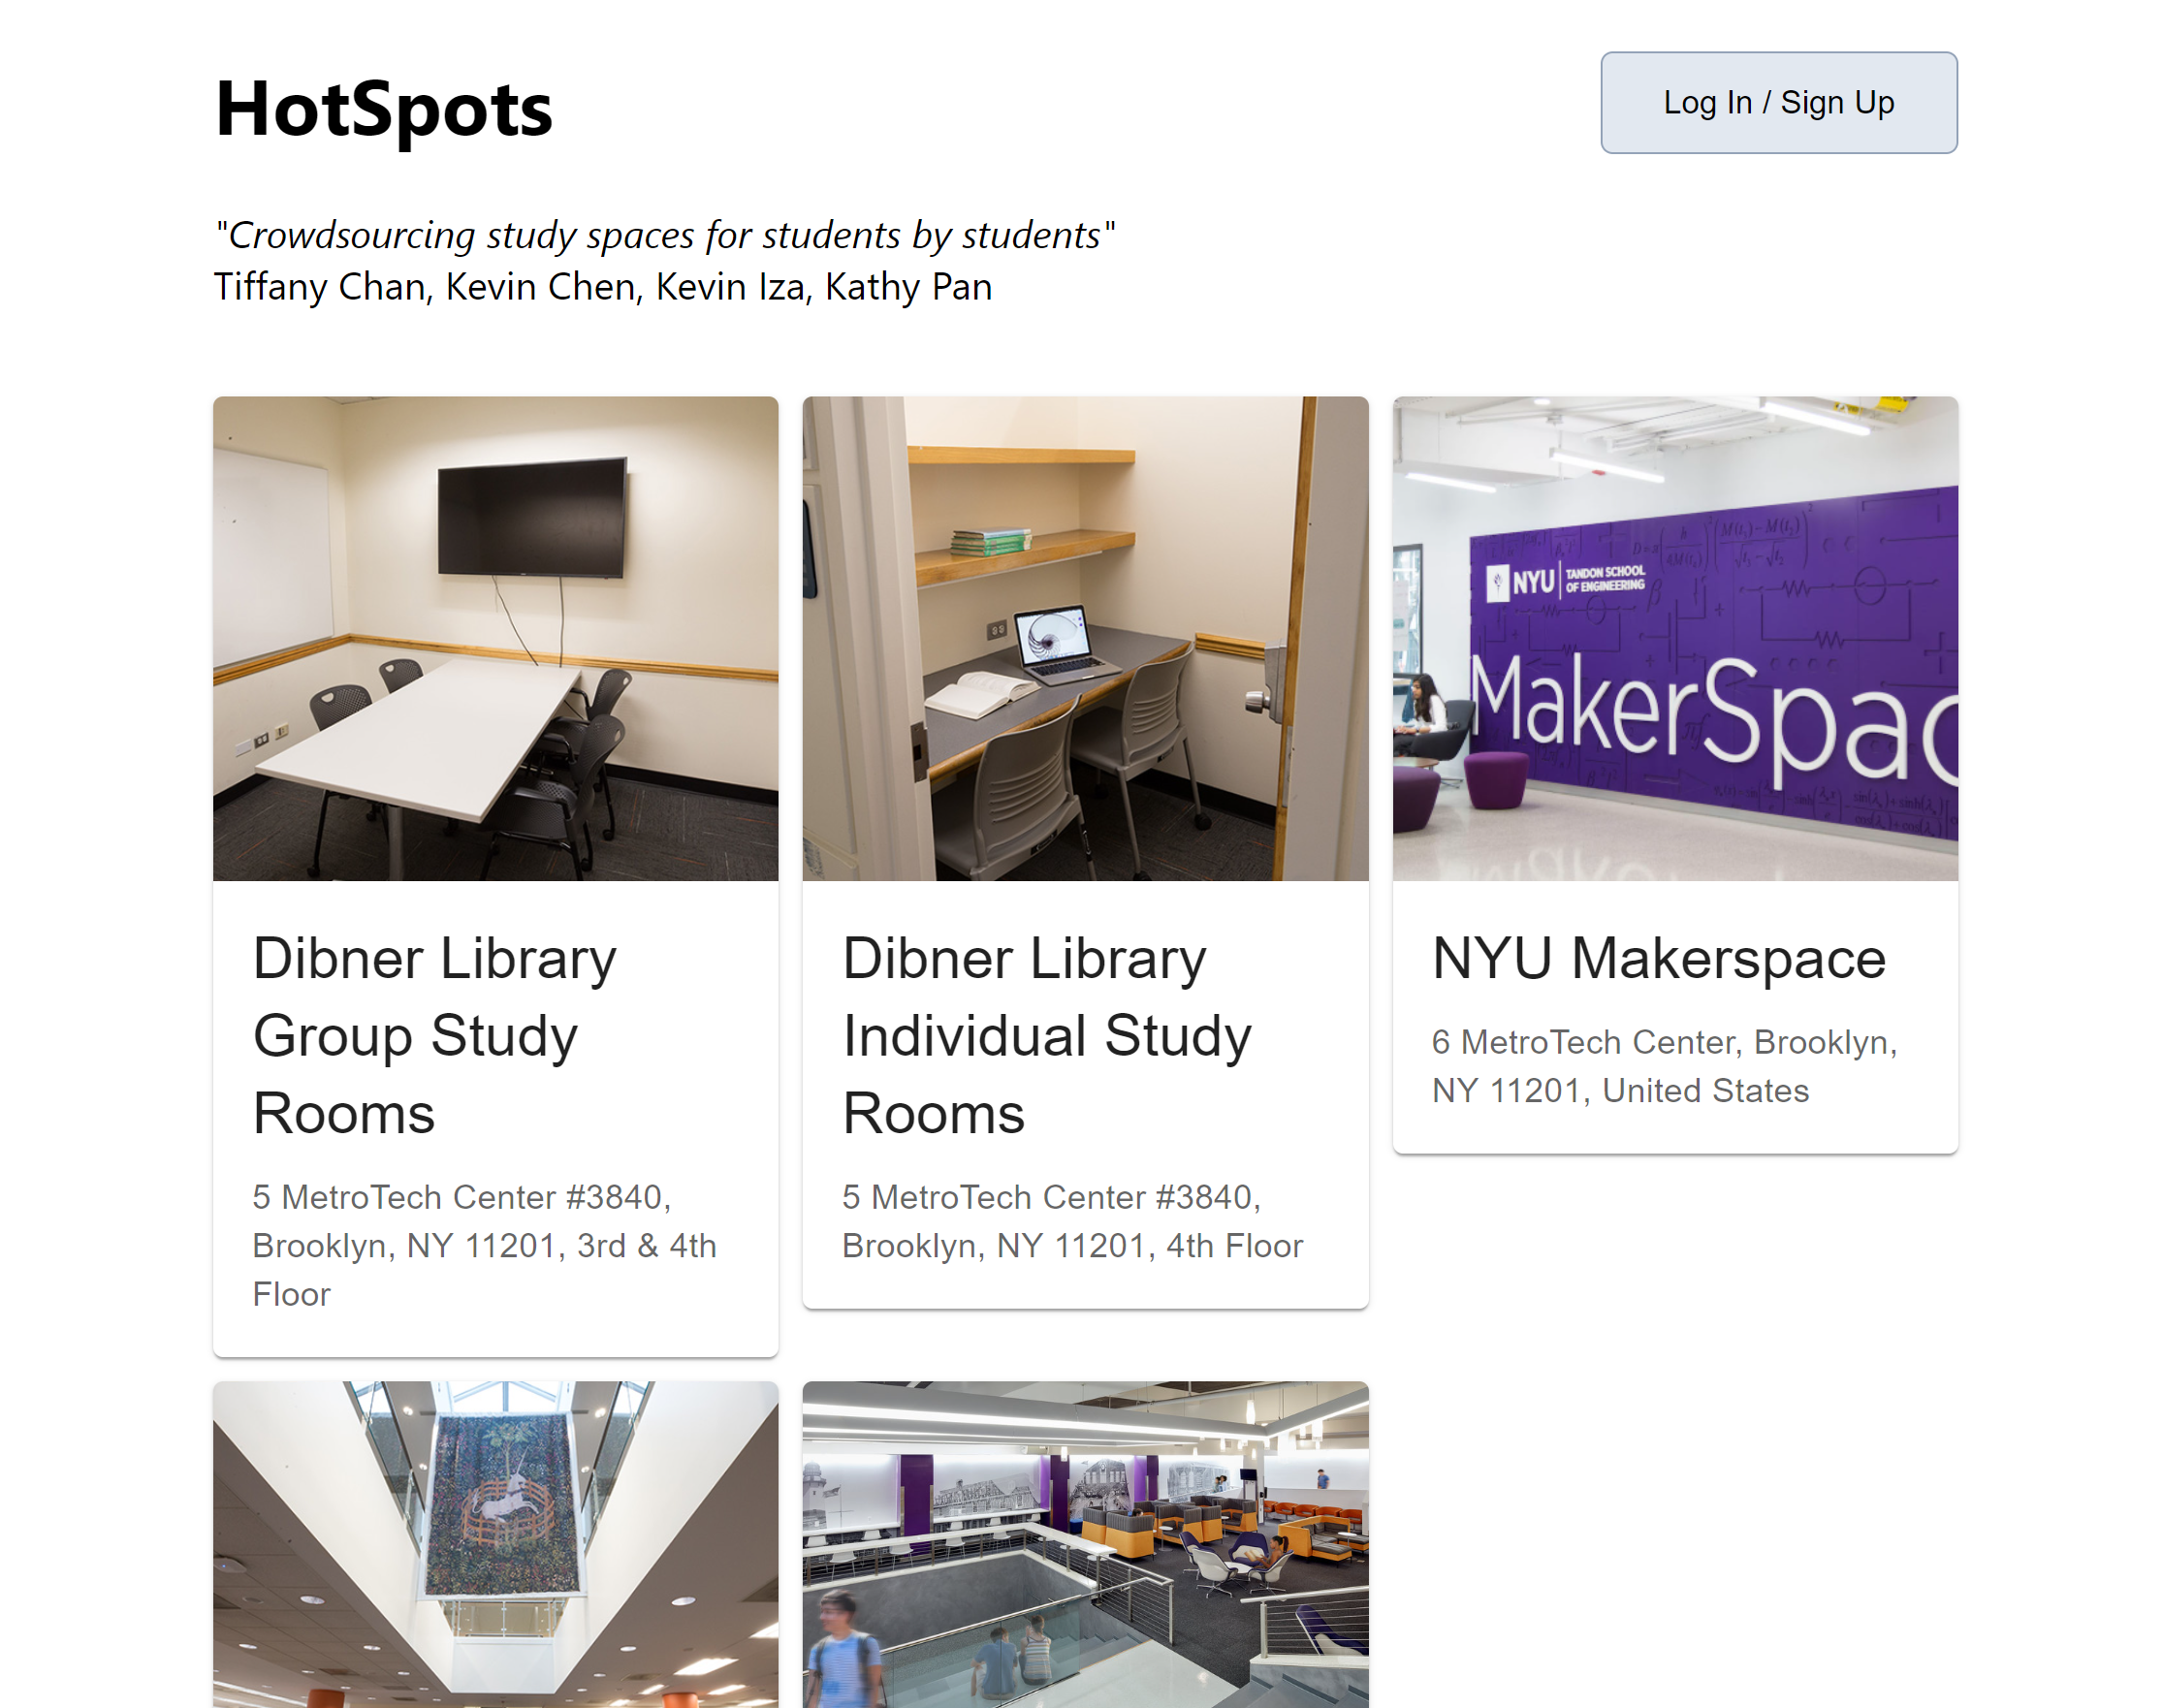 HotSpots
Log In / Sign Up
"Crowdsourcing study spaces for students by students"
Tiffany Chan, Kevin Chen, Kevin Iza, Kathy Pan
NYU
TANDON SCHOOL
OF ENGINEERING
MakerSpac
Dibner Library
Group Study
Rooms
5 MetroTech Center #3840,
Brooklyn, NY 11201, 3rd & 4th
Floor
Dibner Library
Individual Study
Rooms
5 MetroTech Center #3840,
Brooklyn, NY 11201, 4th Floor
NYU Makerspace
6 MetroTech Center, Brooklyn,
NY 11201, United States